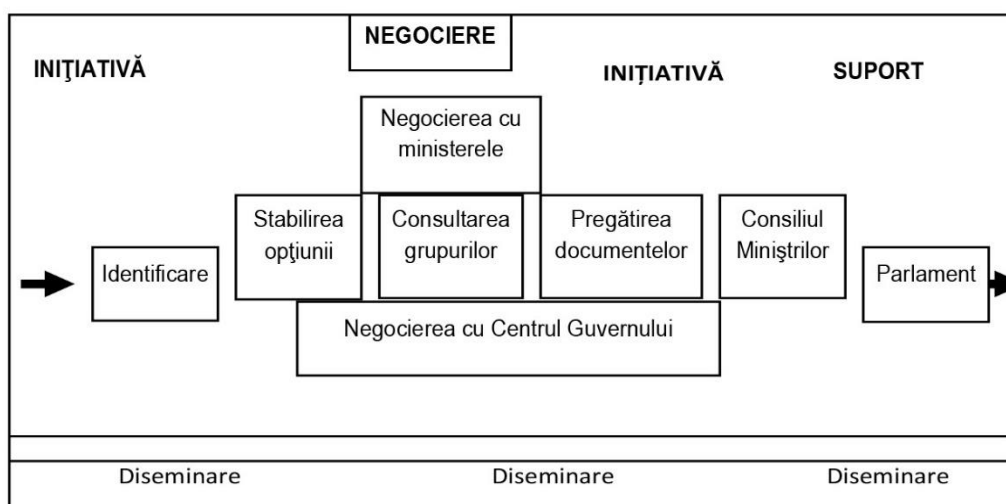 NEGOCIERE
INIŢIATIVĂ
INIȚIATIVĂ
SUPORT
Negocierea cu
ministerele
Stabilirea
opţiunii
Consultarea
grupurilor
Pregătirea
documentelor
Consiliul
Miniştrilor
Identificare
Parlament
Negocierea cu Centrul Guvernului
Diseminare
Diseminare
Diseminare